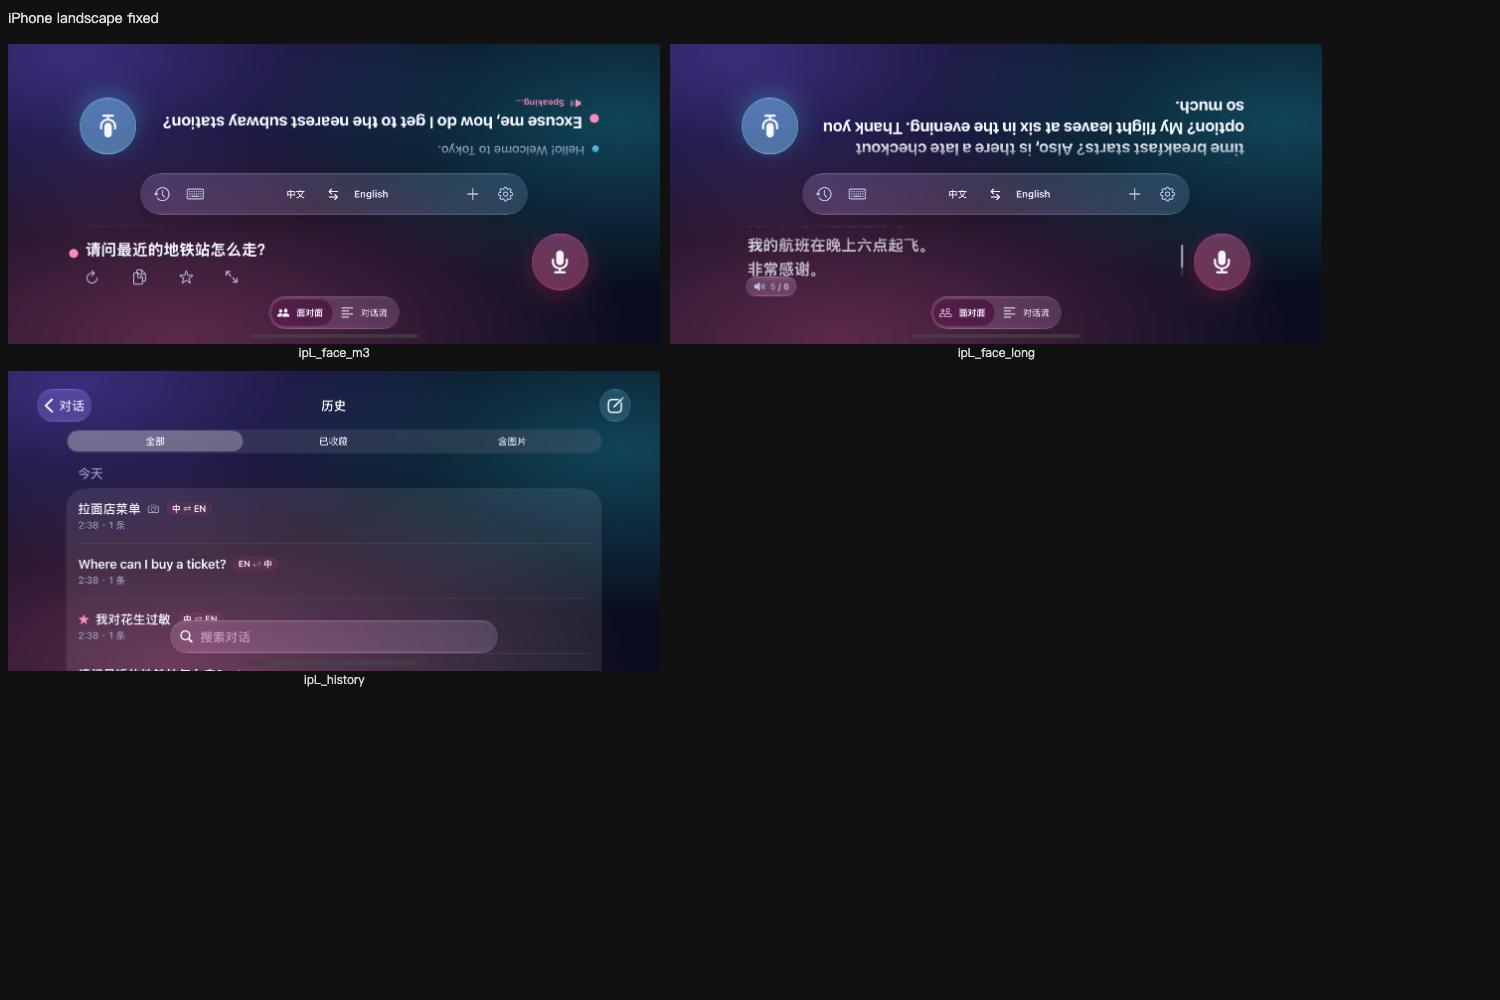 iPhone landscape fixed
Speaking...
Excuse me, how do I get to the nearest subway station?
Hello! Welcome to Tokyo.
中文 English
请问最近的地铁站怎么走?
面对面 对话流
ipL_face_m3
time breakfast starts? Also, is there a late checkout
option? My flight leaves at six in the evening. Thank you
so much.
中文 English
我的航班在晚上六点起飞。
非常感谢。
5 / 6
面对面 对话流
ipL_face_long
对话 历史
全部 已收藏 含图片
今天
拉面店菜单 中 ⇌ EN
2:38 · 1 条
Where can I buy a ticket? EN ⇌ 中
2:38 · 1 条
我对花生过敏 中 ⇌ EN
2:38 · 1 条
搜索对话
ipL_history